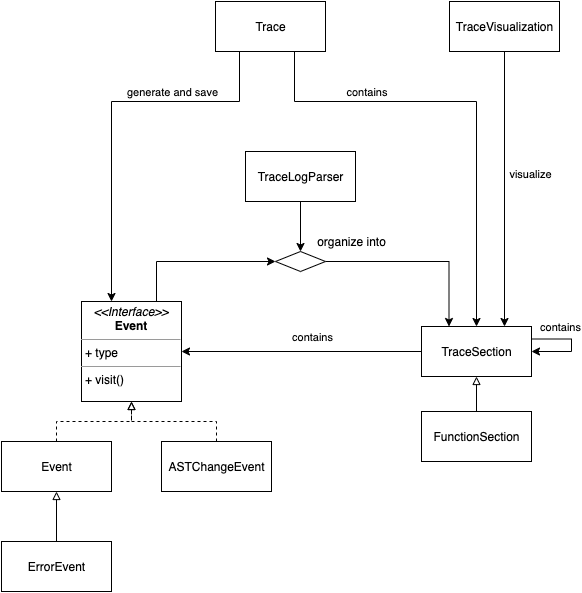 Trace
TraceVisualization
generate and save
contains
TraceLogParser
visualize
organize into
<<Interface>>
Event
+ type
+ visit()
contains
contains
TraceSection
FunctionSection
Event
ASTChangeEvent
ErrorEvent